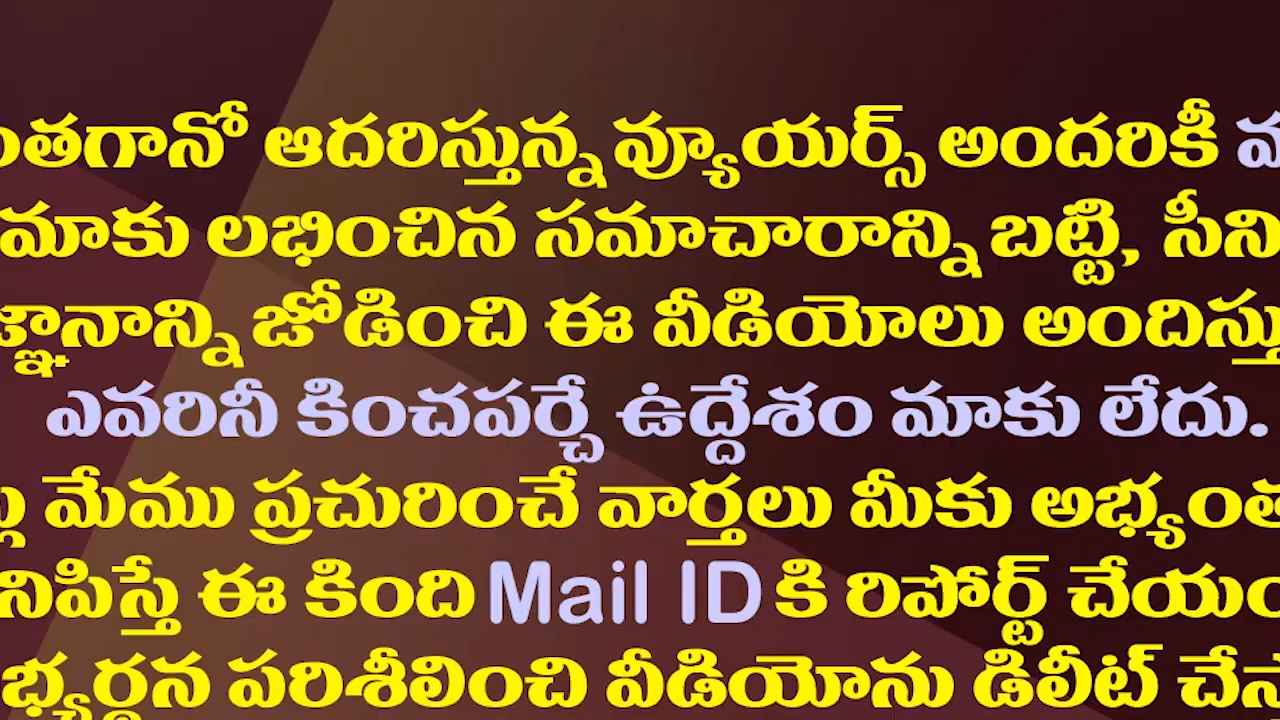 ంతగానో ఆదరిస్తున్న వ్యూయర్స్ అందరికీ
మాకు లభించిన సమాచారాన్ని బట్టి, సీని
జ్ఞానాన్ని జోడించి ఈ వీడియోలు అందిస్తు
ఎవరినీ కించపర్చే ఉద్దేశం మాకు లేదు.
మేము ప్రచురించే వార్తలు మీకు అభ్యంత
నిపిస్తే ఈ కింది Mail ID కి రిపోర్ట్ చేయం
భ్యర్థన పరిశీలించి వీడియోను డిలీట్ చేస